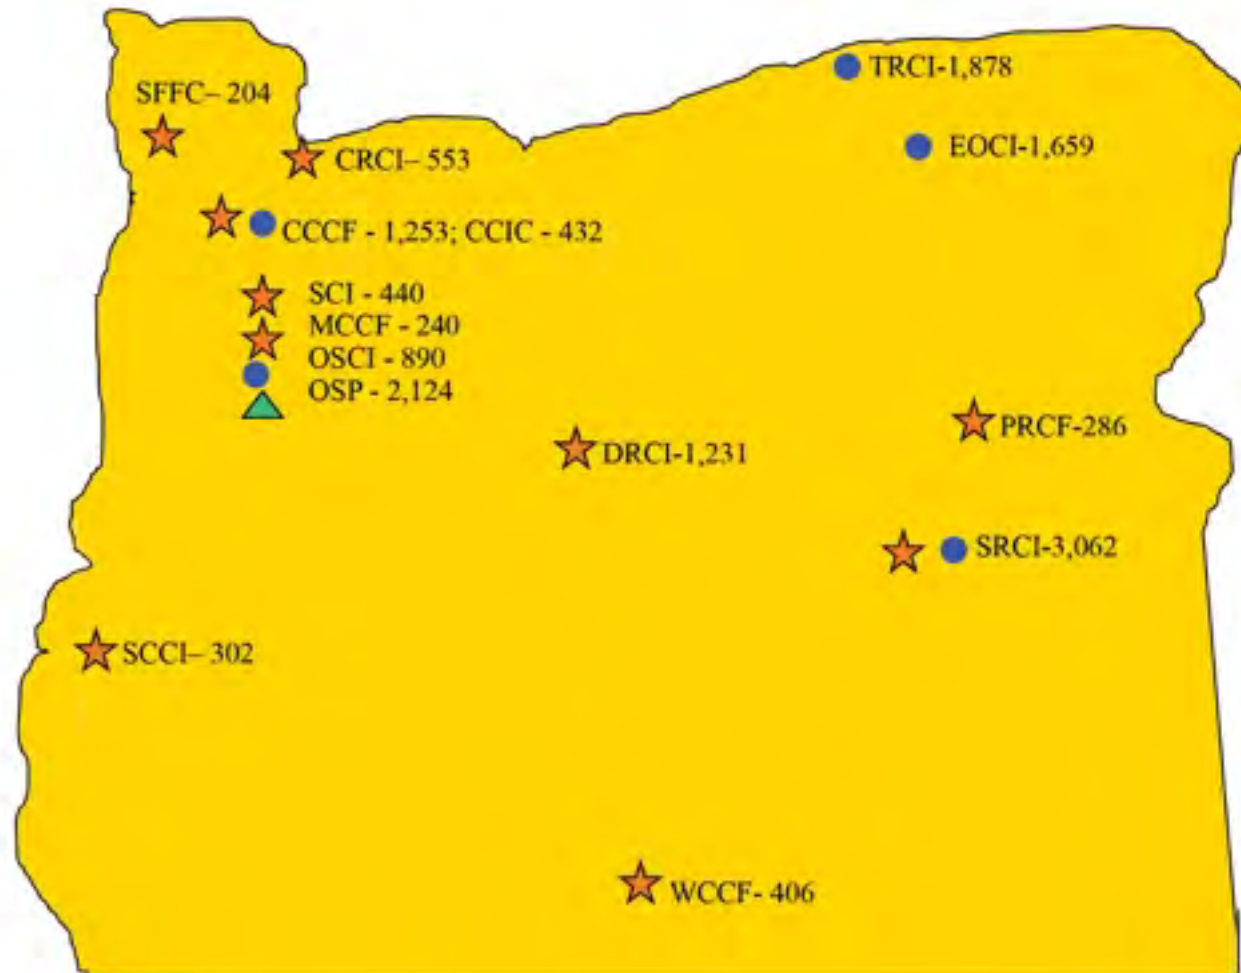 TRCI-1,878
SFFC– 204
EOCI-1,659
CRCI– 553
CCCF - 1,253; CCIC - 432
SCI - 440
MCCF - 240
OSCI - 890
OSP - 2,124
PRCF-286
DRCI-1,231
SRCI-3,062
SCCI– 302
WCCF- 406